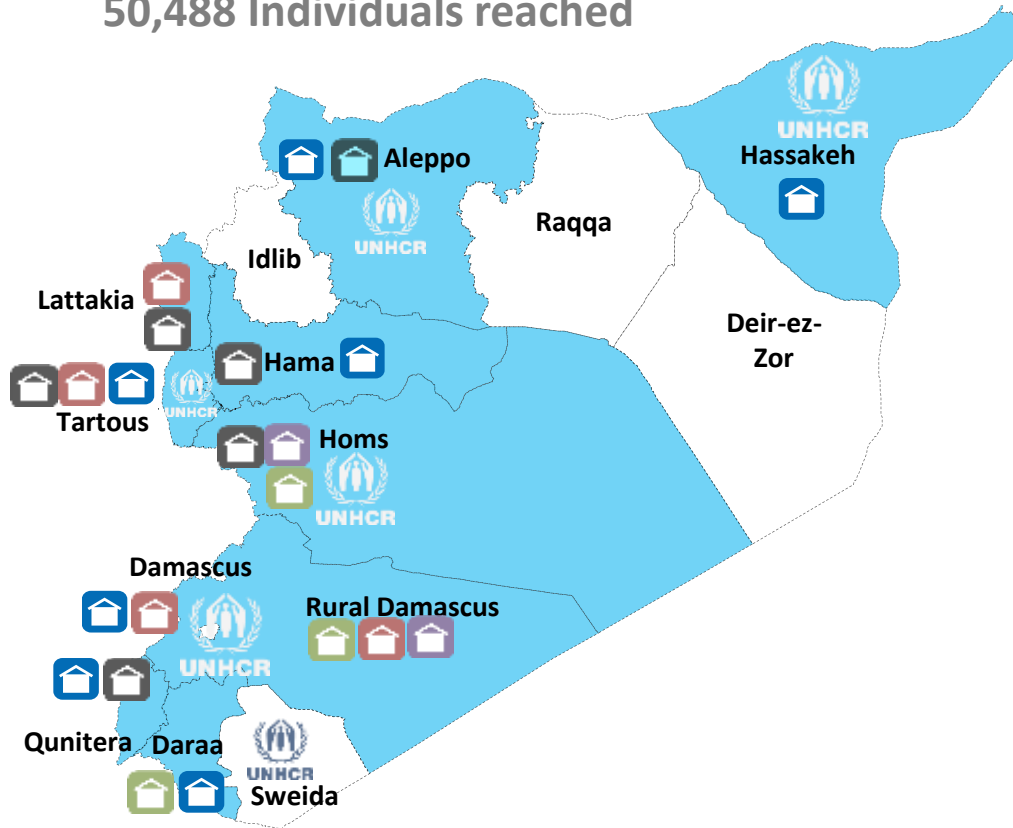 50,488 Individuals reached
UNHCR
Hassakeh
Aleppo
UNHCR
Raqqa
Idlib
Lattakia
Deir-ez-
Zor
Hama
UNHCR
Tartous
Homs
UNHCR
Damascus
Rural Damascus
UNHCR
Qunitera
Daraa
UNHCR
Sweida